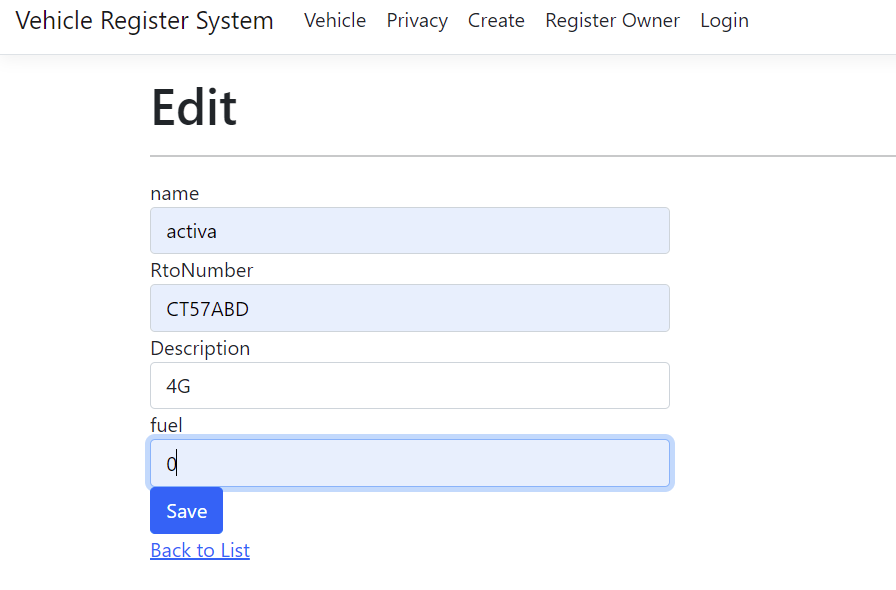 Vehicle Register System Vehicle Privacy Create Register Owner Login
Edit
name
activa
RtoNumber
CT57ABD
Description
4G
fuel
0
Save
Back to List